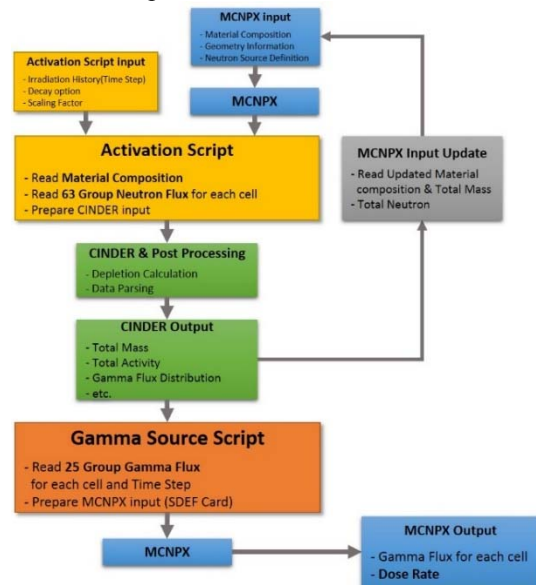 MCNPX input
- Material Composition
- Geometry Information
- Neutron Source Definition
Activation Script input
- Irradiation History(Time Step)
- Decay option
- Scaling Factor
MCNPX
Activation Script
- Read Material Composition
- Read 63 Group Neutron Flux for each cell
- Prepare CINDER input
MCNPX Input Update
- Read Updated Material
composition & Total Mass
- Total Neutron
CINDER & Post Processing
- Depletion Calculation
- Data Parsing
CINDER Output
- Total Mass
- Total Activity
- Gamma Flux Distribution
- etc.
Gamma Source Script
- Read 25 Group Gamma Flux
for each cell and Time Step
- Prepare MCNPX input (SDEF Card)
MCNPX
MCNPX Output
- Gamma Flux for each cell
- Dose Rate